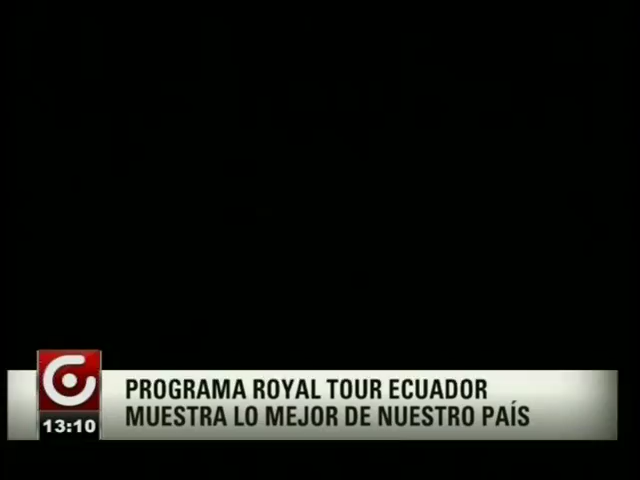 PROGRAMA ROYAL TOUR ECUADOR
MUESTRA LO MEJOR DE NUESTRO PAÍS
13:10